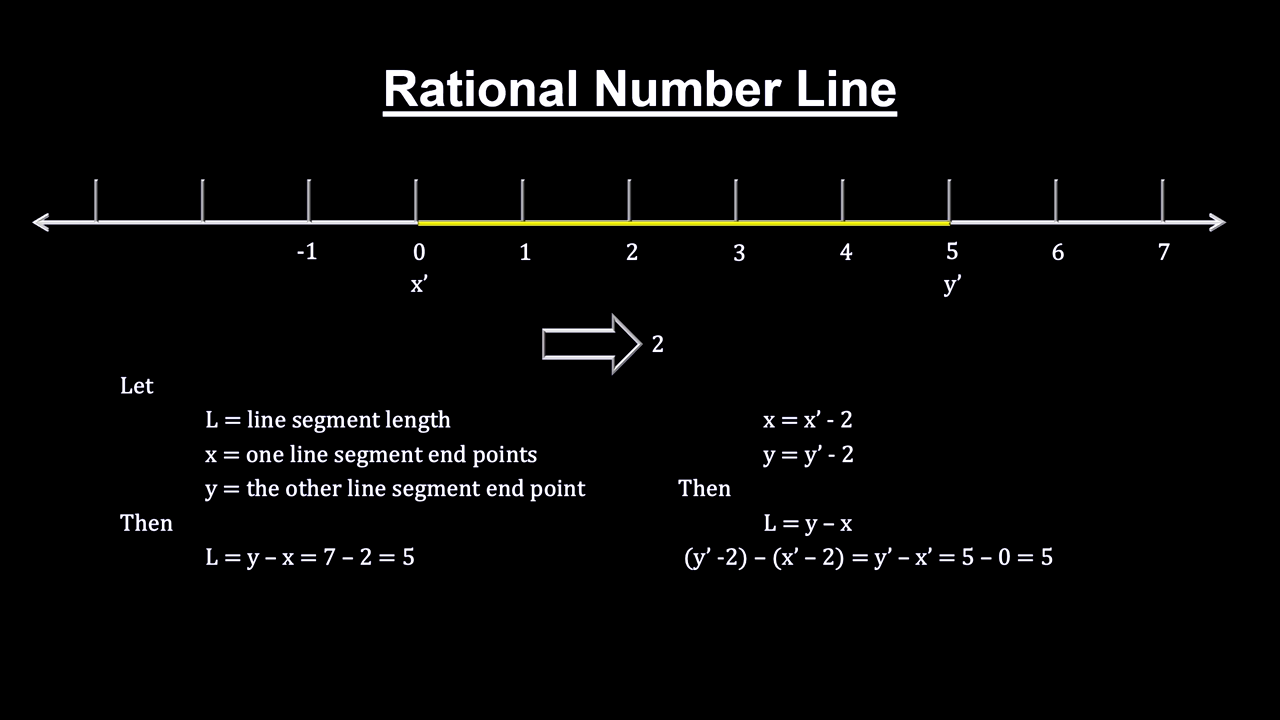 Rational Number Line
-1 0 1 2 3 4 5 6 7
x’ y’
2
Let
L = line segment length
x = one line segment end points
y = the other line segment end point
Then
L = y – x = 7 – 2 = 5
x = x’ - 2
y = y’ - 2
Then
L = y – x
(y’ -2) – (x’ – 2) = y’ – x’ = 5 – 0 = 5